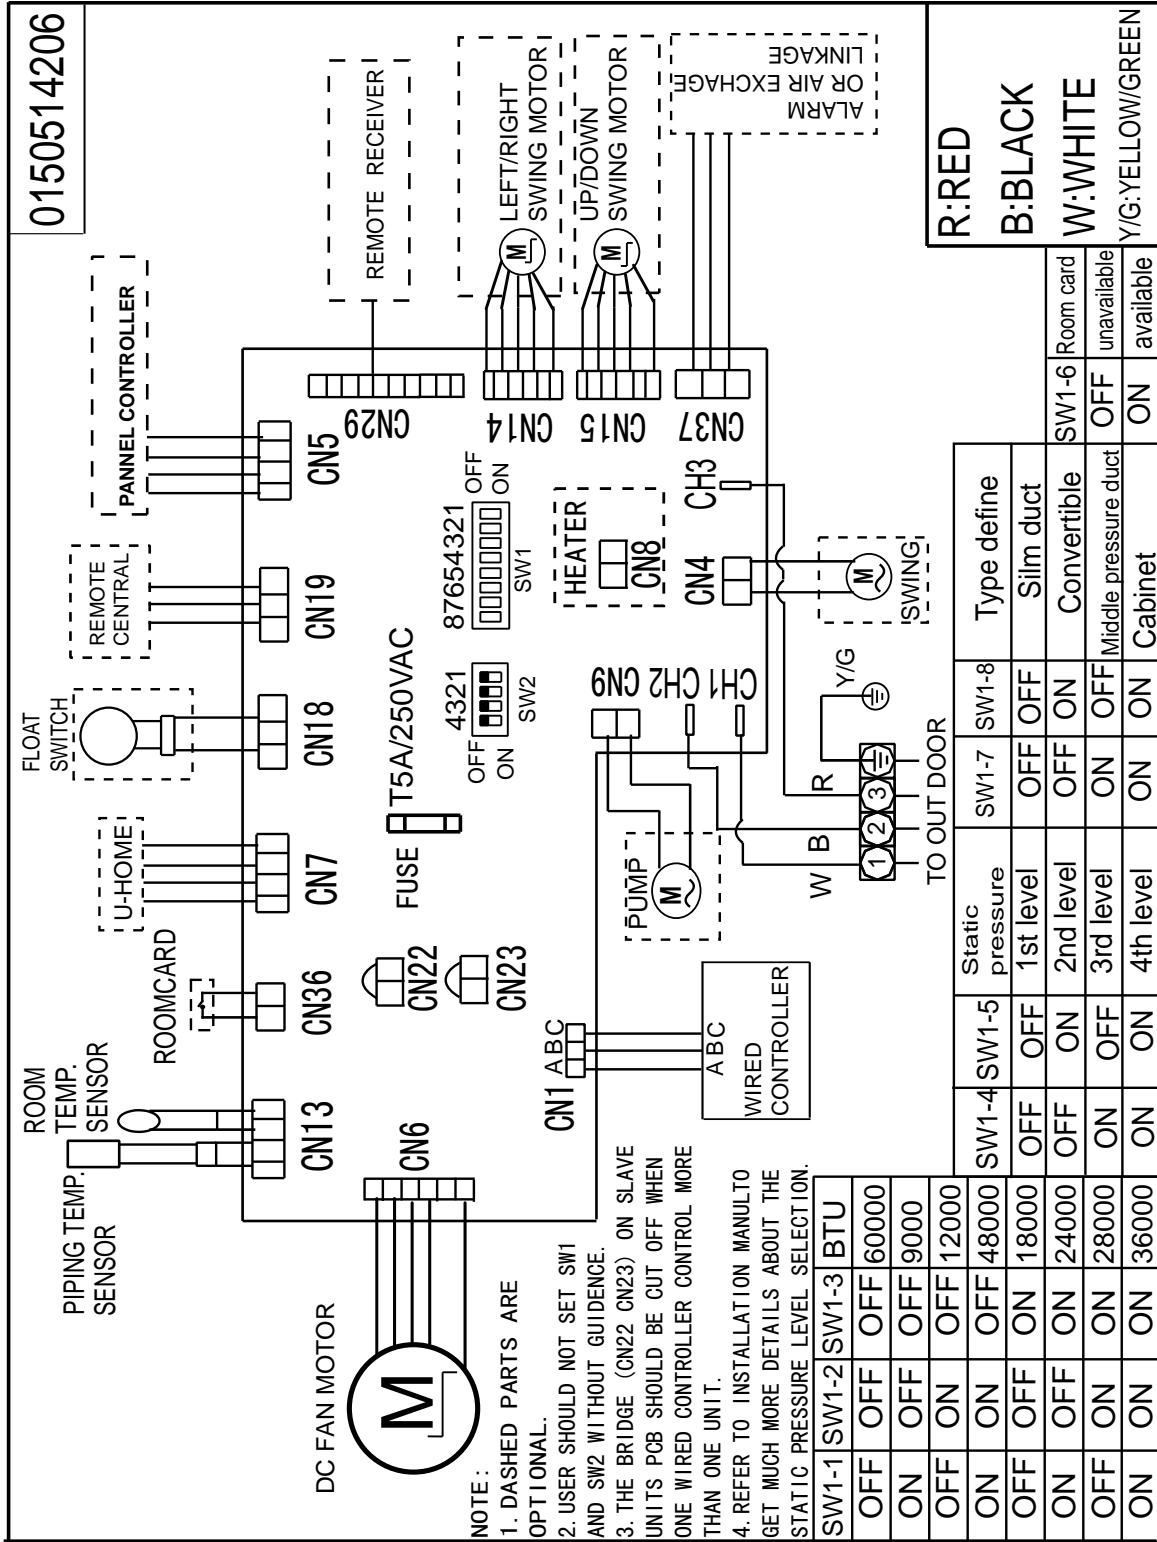 0150514206
PANNEL CONTROLLER
REMOTE
CENTRAL
FLOAT
SWITCH
U-HOME
ROOMCARD
ROOM
TEMP.
SENSOR
PIPING TEMP.
SENSOR
REMOTE RECEIVER
LEFT/RIGHT
SWING MOTOR
M
UP/DOWN
SWING MOTOR
M
ALARM
OR AIR EXCHAGE
LINKAGE
CN5
CN19
CN18
CN7
CN36
CN13
CN29
CN14
CN15
CN37
CN6
CN22
CN23
FUSE
T5A/250VAC
4321
OFF
ON
SW2
87654321
OFF
ON
SW1
HEATER
CN8
CH3
CN4
CN9
CH2
CH1
CN1
A B C
A B C
WIRED
CONTROLLER
PUMP
M
SWING
M
W
B
R
Y/G
1
2
3
TO OUT DOOR
DC FAN MOTOR
M
NOTE:
1. DASHED PARTS ARE
OPTIONAL.
2. USER SHOULD NOT SET SW1
AND SW2 WITHOUT GUIDENCE.
3. THE BRIDGE (CN22 CN23) ON SLAVE
UNITS PCB SHOULD BE CUT OFF WHEN
ONE WIRED CONTROLLER CONTROL MORE
THAN ONE UNIT.
4. REFER TO INSTALLATION MANULTO
GET MUCH MORE DETAILS ABOUT THE
STATIC PRESSURE LEVEL SELECTION.
SW1-1 SW1-2 SW1-3 BTU
OFF OFF OFF 60000
ON OFF OFF 9000
OFF ON OFF 12000
ON ON OFF 48000
OFF OFF ON 18000
ON OFF ON 24000
OFF ON ON 28000
ON ON ON 36000
SW1-4 SW1-5 Static
pressure
OFF OFF 1st level
OFF ON 2nd level
ON OFF 3rd level
ON ON 4th level
SW1-7 SW1-8 Type define
OFF OFF Silm duct
OFF ON Convertible
ON OFF Middle pressure duct
ON ON Cabinet
SW1-6 Room card
OFF unavailable
ON available
R:RED
B:BLACK
W:WHITE
Y/G:YELLOW/GREEN